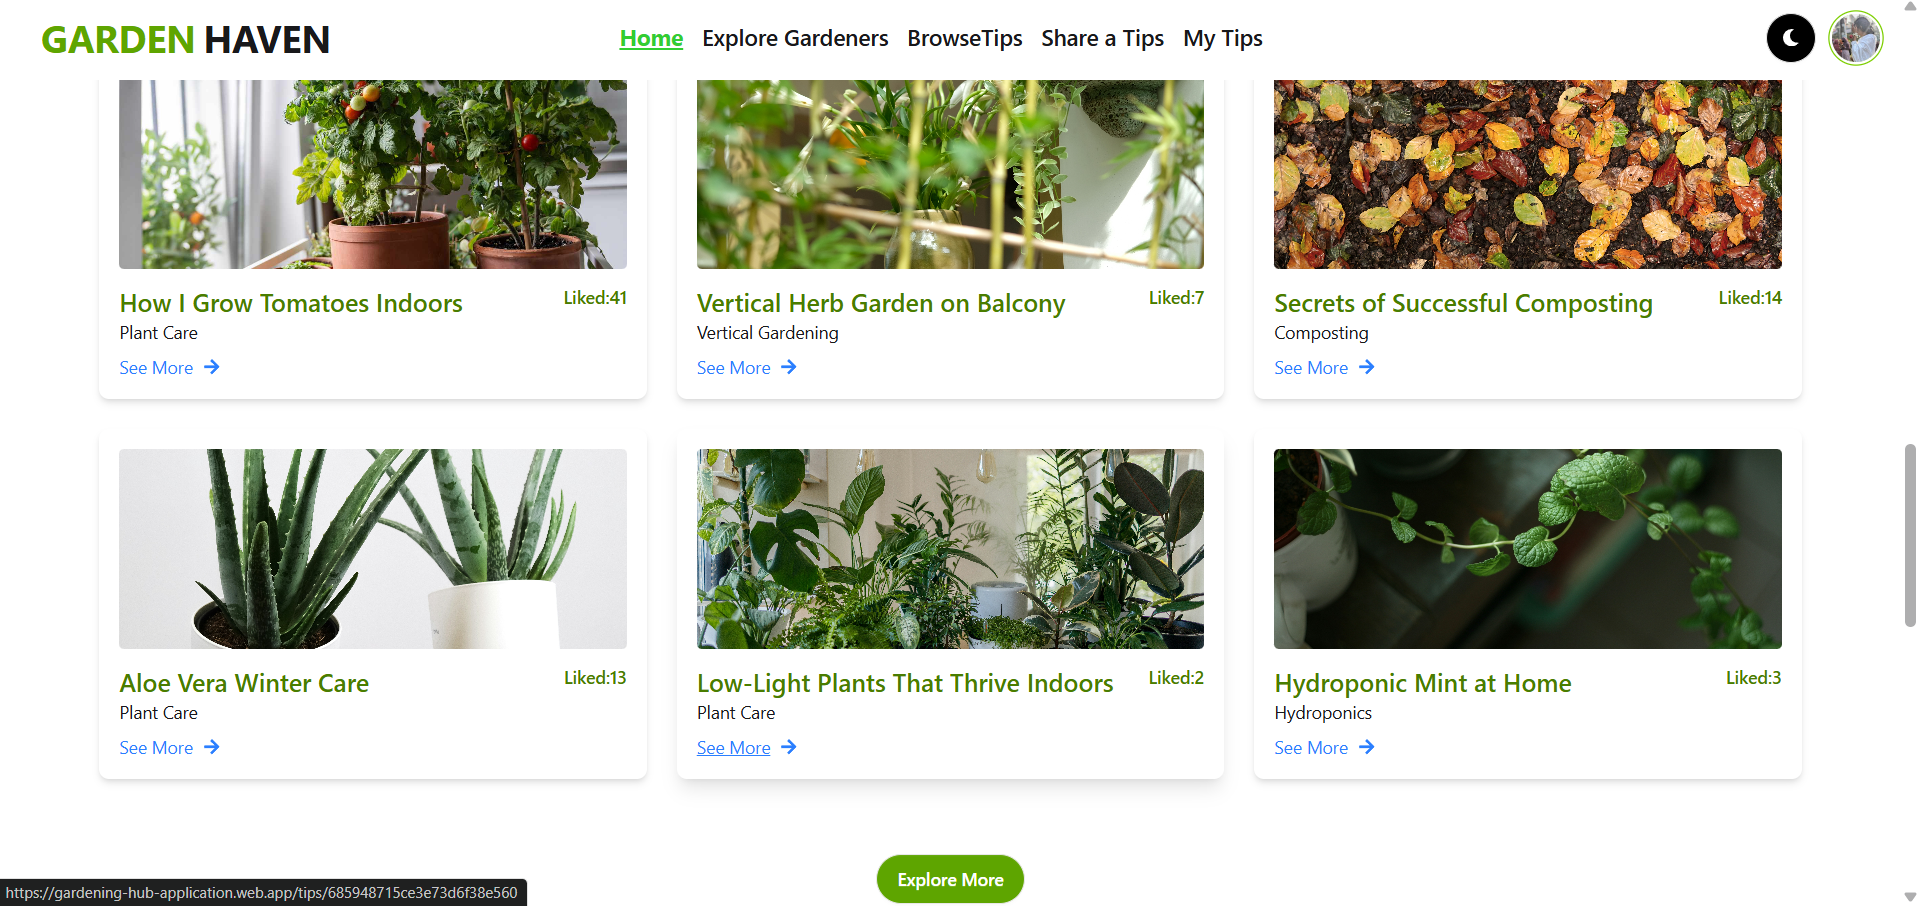 GARDEN HAVEN
Home Explore Gardeners BrowseTips Share a Tips My Tips
How I Grow Tomatoes Indoors Liked:41
Plant Care
See More
Vertical Herb Garden on Balcony Liked:7
Vertical Gardening
See More
Secrets of Successful Composting Liked:14
Composting
See More
Aloe Vera Winter Care Liked:13
Plant Care
See More
Low-Light Plants That Thrive Indoors Liked:2
Plant Care
See More
Hydroponic Mint at Home Liked:3
Hydroponics
See More
Explore More
https://gardening-hub-application.web.app/tips/685948715ce3e73d6f38e560